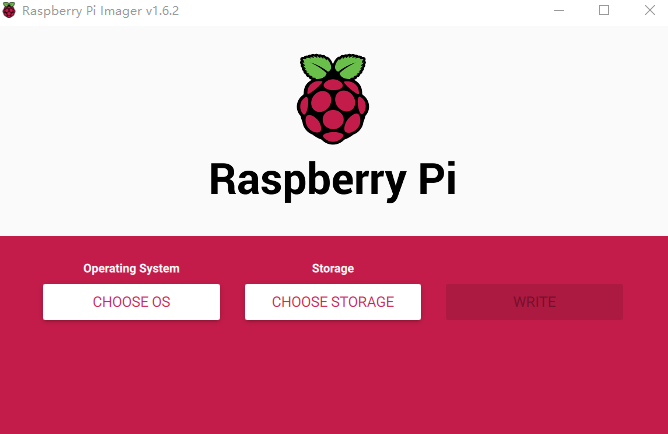 Raspberry Pi Imager v1.6.2
Raspberry Pi
Operating System
Storage
CHOOSE OS
CHOOSE STORAGE
WRITE